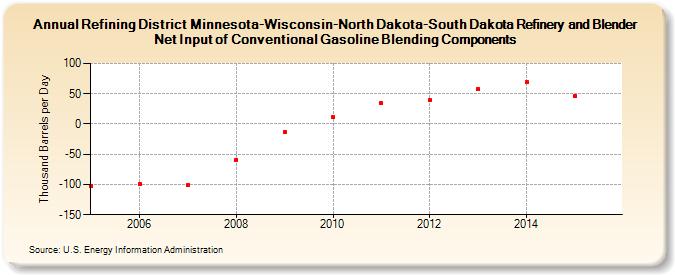 Annual Refining District Minnesota-Wisconsin-North Dakota-South Dakota Refinery and Blender
Net Input of Conventional Gasoline Blending Components
Thousand Barrels per Day
100
50
0
-50
-100
-150
2006 2008 2010 2012 2014
Source: U.S. Energy Information Administration